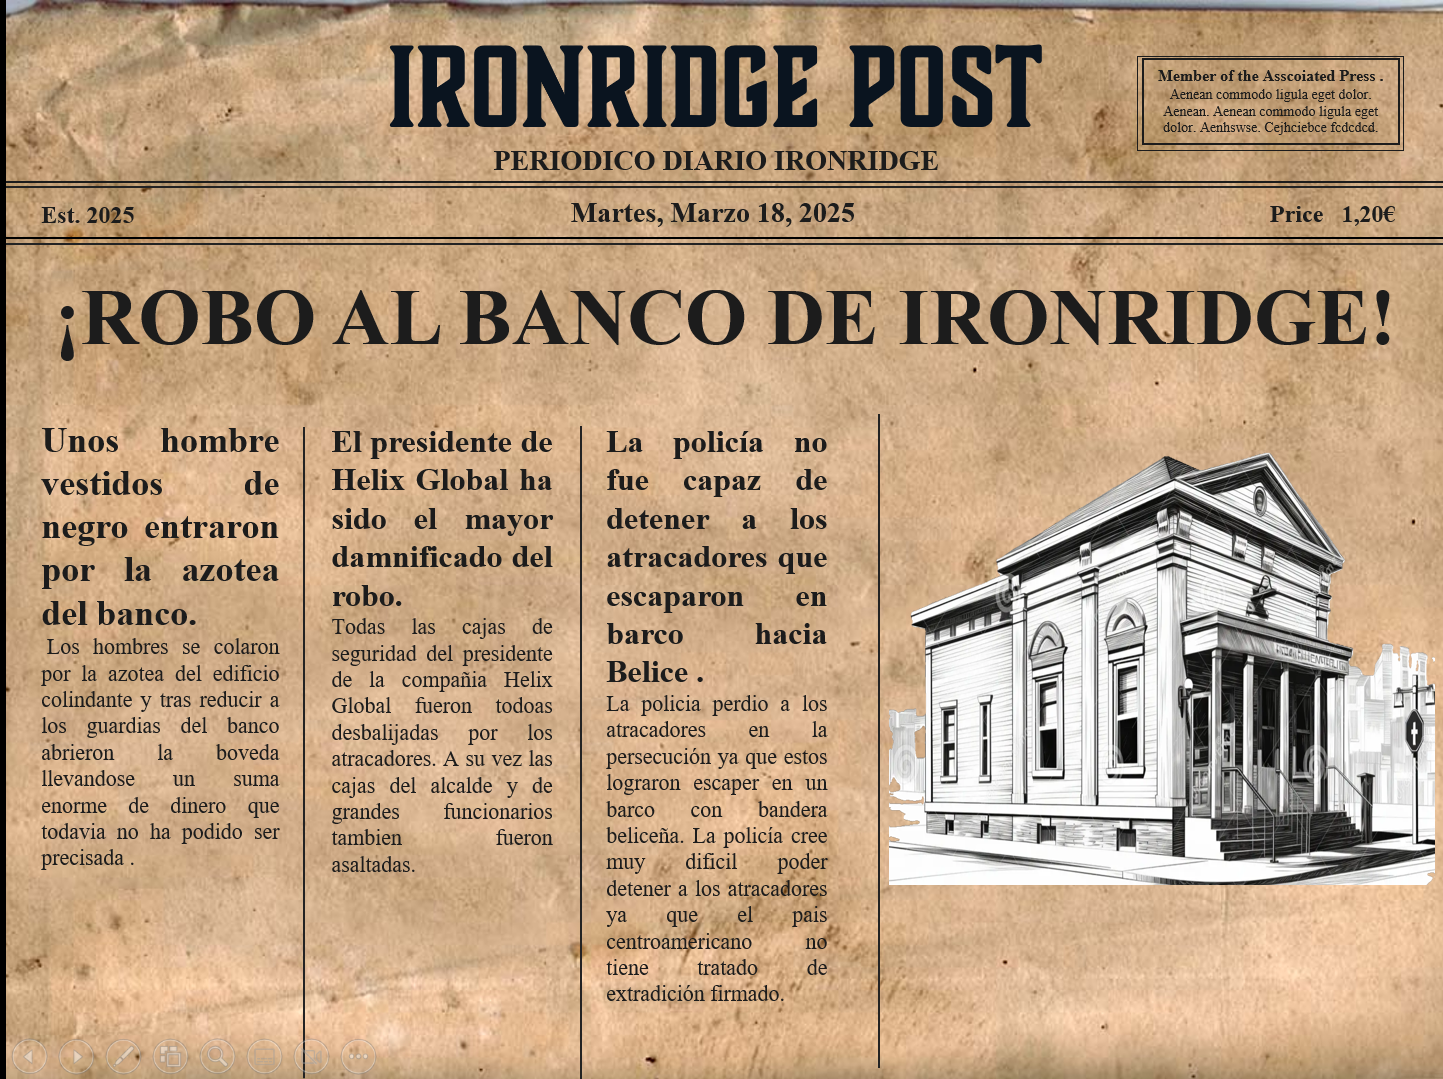 IRONRIDGE POST
PERIODICO DIARIO IRONRIDGE
Member of the Asscoiated Press .
Aenean commodo ligula eget dolor.
Aenean. Aenean commodo ligula eget
dolor. Aenhswse. Cejhciebce fcdcdcd.
Est. 2025
Martes, Marzo 18, 2025
Price 1,20€
¡ROBO AL BANCO DE IRONRIDGE!
Unos hombre
vestidos de
negro entraron
por la azotea
del banco.
Los hombres se colaron
por la azotea del edificio
colindante y tras reducir a
los guardias del banco
abrieron la boveda
llevandose un suma
enorme de dinero que
todavia no ha podido ser
precisada .
El presidente de
Helix Global ha
sido el mayor
damnificado del
robo.
Todas las cajas de
seguridad del presidente
de la compañia Helix
Global fueron todoas
desbalijadas por los
atracadores. A su vez las
cajas del alcalde y de
grandes funcionarios
tambien fueron
asaltadas.
La policía no
fue capaz de
detener a los
atracadores que
escaparon en
barco hacia
Belice .
La policia perdio a los
atracadores en la
persecución ya que estos
lograron escaper en un
barco con bandera
beliceña. La policía cree
muy dificil poder
detener a los atracadores
ya que el pais
centroamericano no
tiene tratado de
extradición firmado.